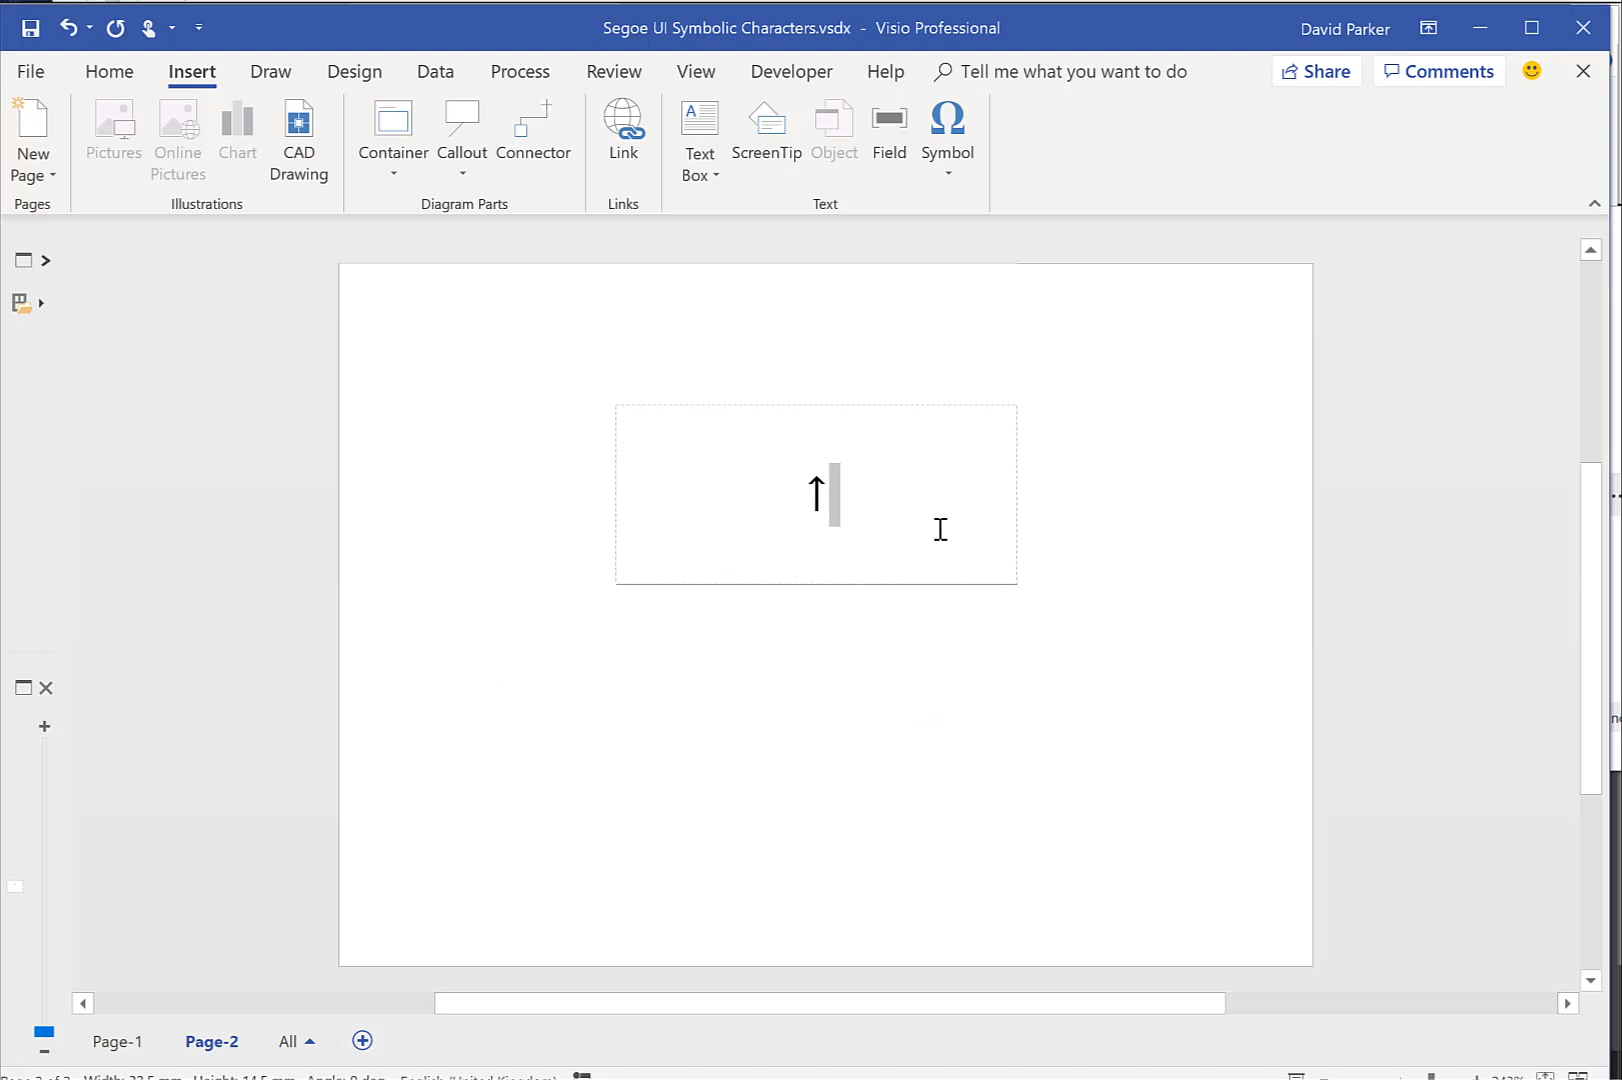 Segoe UI Symbolic Characters.vsdx - Visio Professional
David Parker
File Home Insert Draw Design Data Process Review View Developer Help Tell me what you want to do Share Comments
New Page
Pictures
Online Pictures
Chart
CAD Drawing
Container
Callout
Connector
Link
Text Box
ScreenTip
Object
Field
Symbol
Pages
Illustrations
Diagram Parts
Links
Text
↑
Page-1 Page-2 All